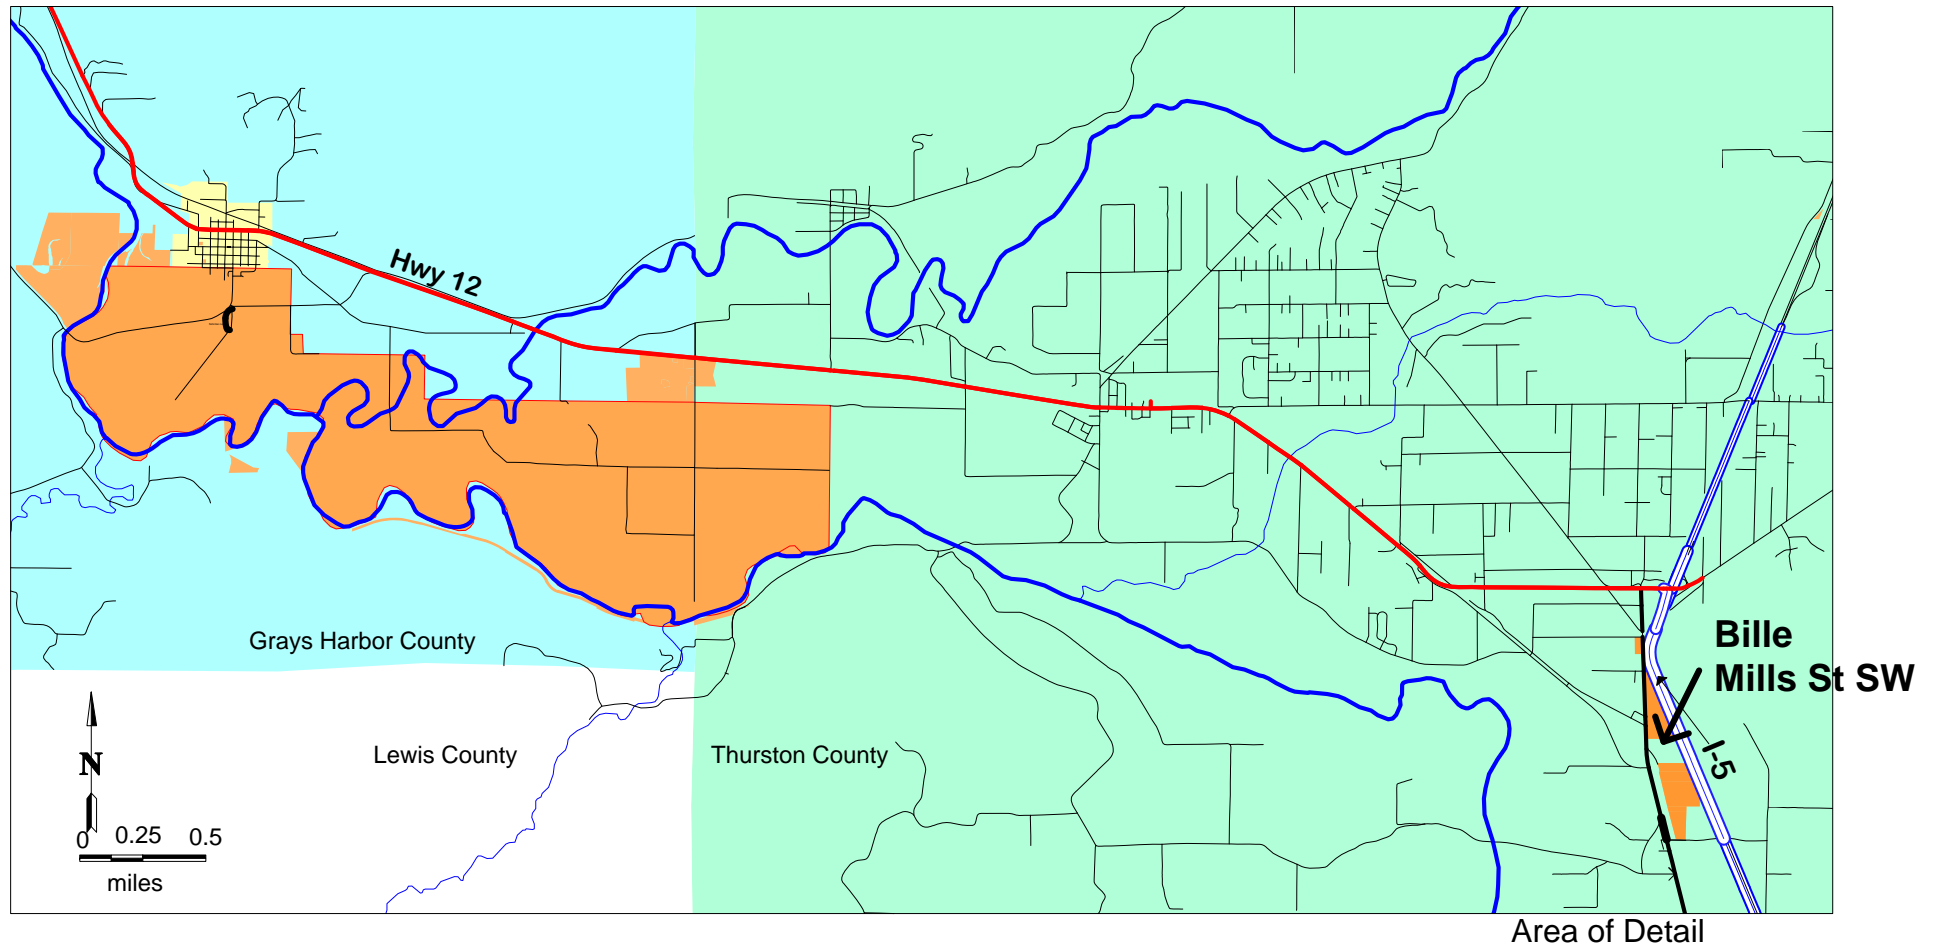 Hwy 12
Grays Harbor County
Bille
Mills St SW
N
Lewis County
Thurston County
I-5
0 0.25 0.5
miles
Area of Detail